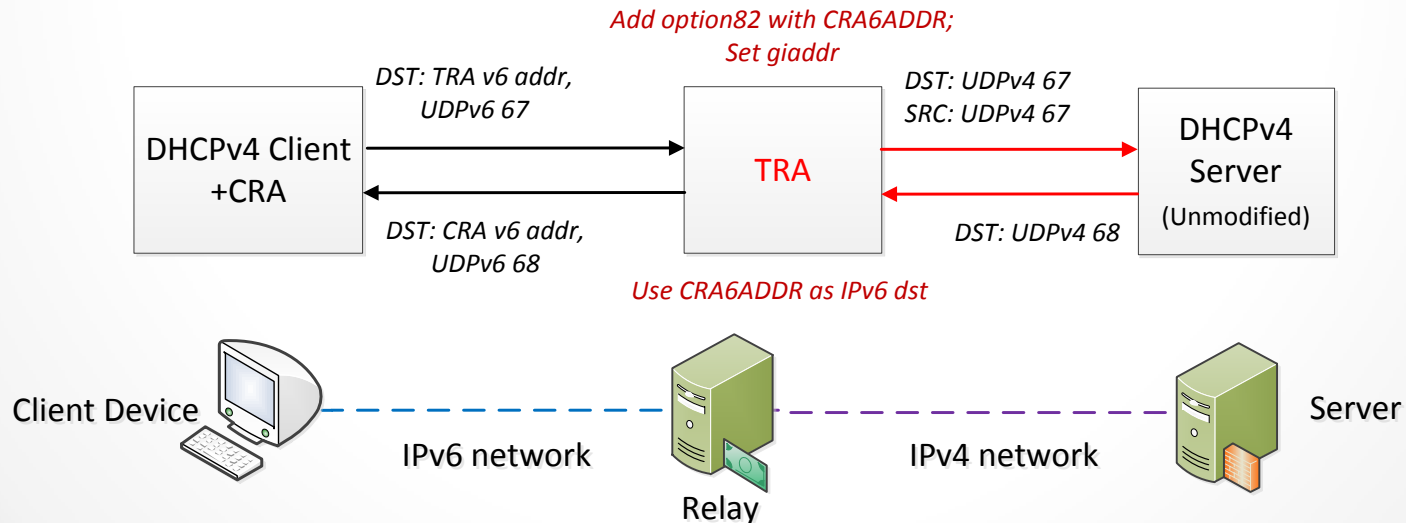 Add option82 with CRA6ADDR;
Set giaddr
DST: TRA v6 addr,
UDPv6 67
DST: UDPv4 67
SRC: UDPv4 67
DHCPv4 Client
+CRA
TRA
DHCPv4
Server
(Unmodified)
DST: CRA v6 addr,
UDPv6 68
DST: UDPv4 68
Use CRA6ADDR as IPv6 dst
Client Device
IPv6 network
Relay
IPv4 network
Server